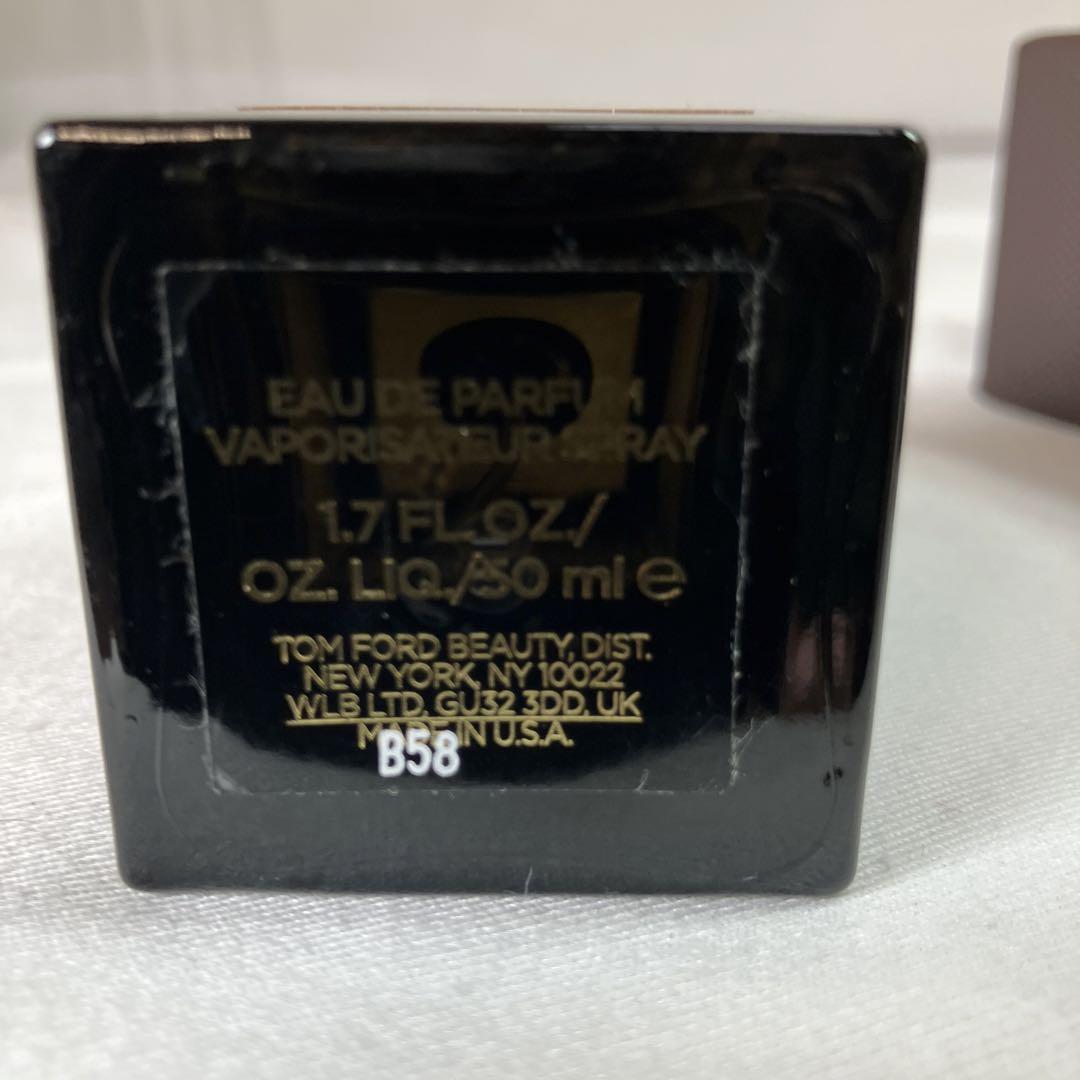 EAU DE PARFUM
VAPORISATEUR SPRAY
1.7 FL.OZ./
OZ. LIQ./50 ml e
TOM FORD BEAUTY, DIST.
NEW YORK, NY 10022
WLB LTD, GU32 3DD, UK
MADE IN U.S.A.
B58